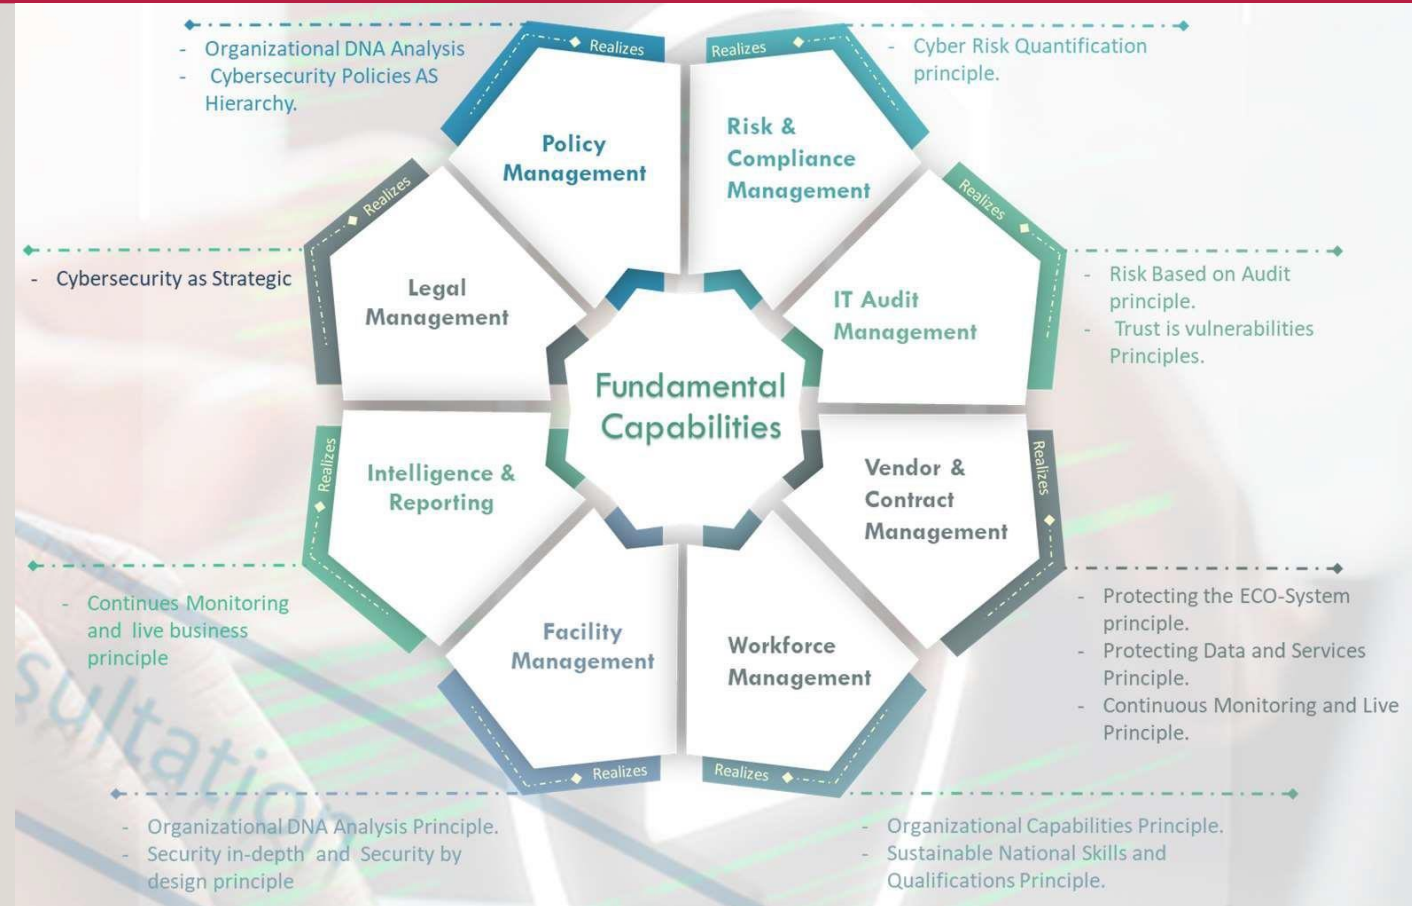 - Organizational DNA Analysis
- Cybersecurity Policies AS
Hierarchy.
Realizes
Policy
Management
Realizes
- Cyber Risk Quantification
principle.
Risk &
Compliance
Management
Realizes
- Cybersecurity as Strategic
Legal
Management
Realizes
IT Audit
Management
- Risk Based on Audit
principle.
- Trust is vulnerabilities
Principles.
Fundamental
Capabilities
Realizes
Intelligence &
Reporting
- Continues Monitoring
and live business
principle
Realizes
Vendor &
Contract
Management
- Protecting the ECO-System
principle.
- Protecting Data and Services
Principle.
- Continuous Monitoring and Live
Principle.
Facility
Management
Realizes
- Organizational DNA Analysis Principle.
- Security in-depth and Security by
design principle
Workforce
Management
Realizes
- Organizational Capabilities Principle.
- Sustainable National Skills and
Qualifications Principle.
sultation